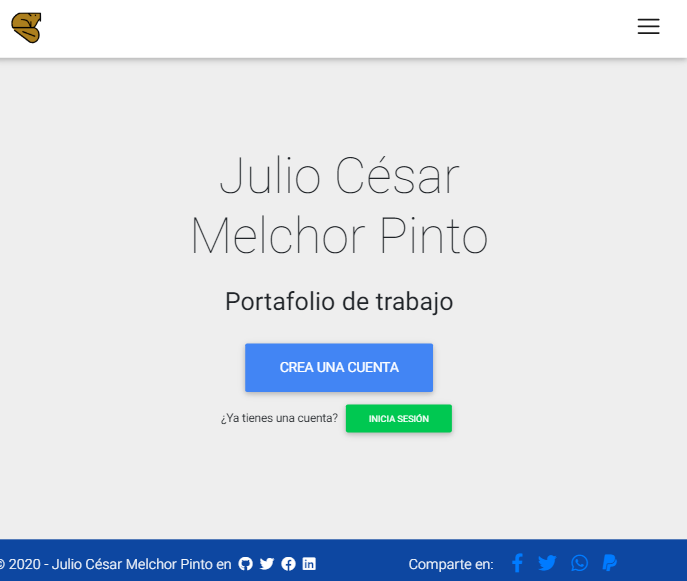 Julio César
Melchor Pinto
Portafolio de trabajo
CREA UNA CUENTA
¿Ya tienes una cuenta? INICIA SESIÓN
© 2020 - Julio César Melchor Pinto en
Comparte en: